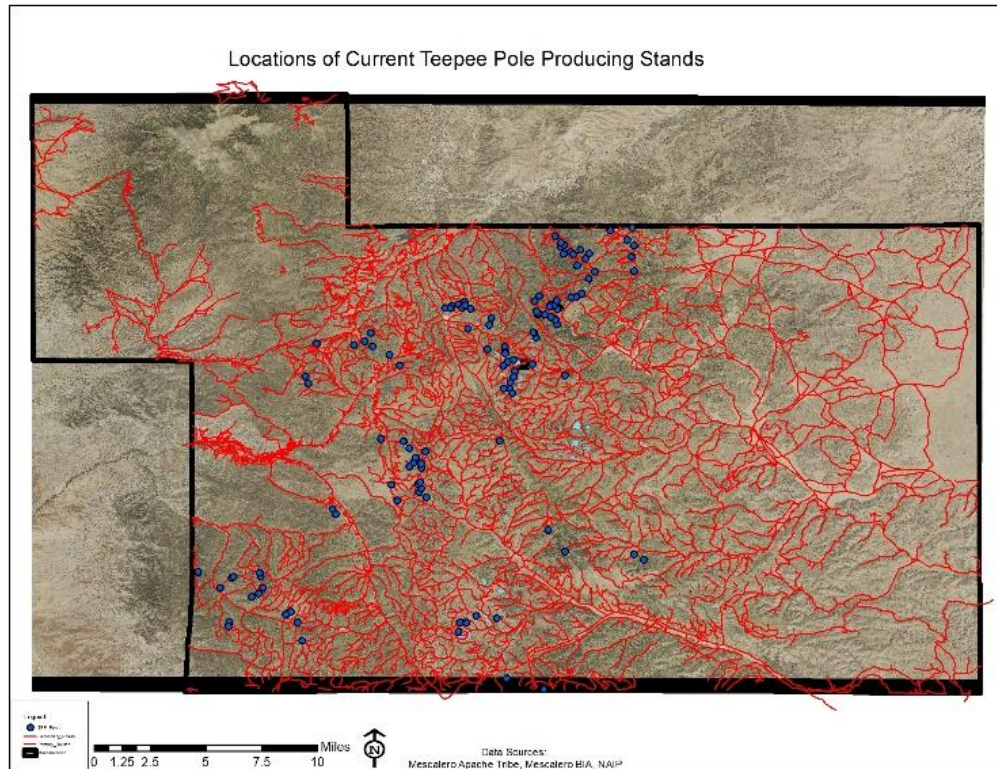 Locations of Current Teepee Pole Producing Stands
Legend
Miles
0 1.25 2.5 5 7.5 10
N
Data Sources:
Mescalero Apache Tribe, Mescalero BIA, NAIP